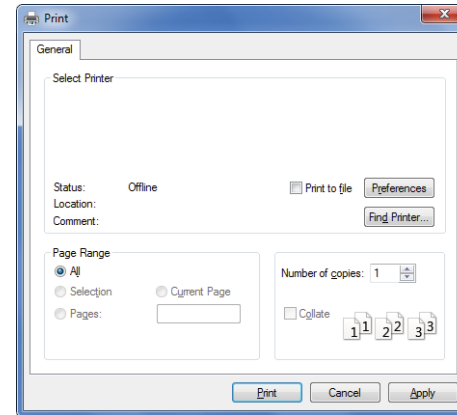 Print
General
Select Printer
Status: Offline
Print to file
Preferences
Location:
Comment:
Find Printer...
Page Range
All
Selection
Current Page
Pages:
Number of copies: 1
Collate
1 1 2 2 3 3
Print
Cancel
Apply